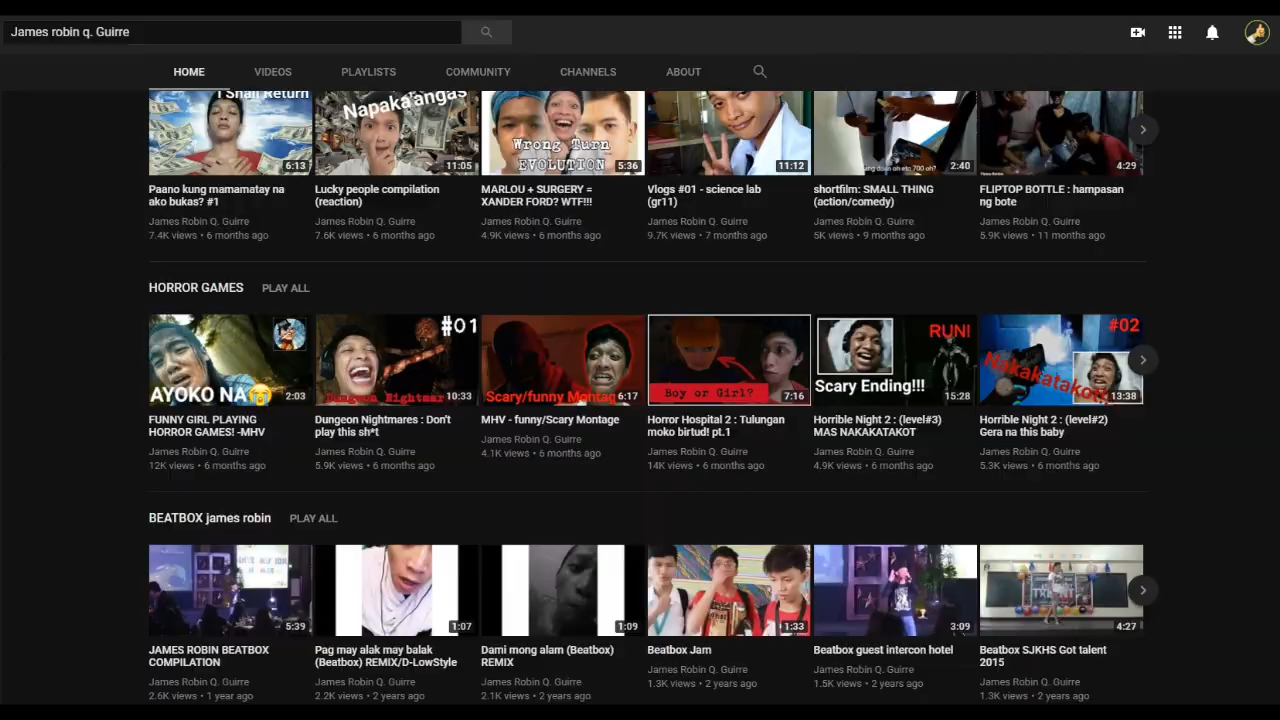 James robin q. Guirre
HOME VIDEOS PLAYLISTS COMMUNITY CHANNELS ABOUT
I Shall Return
6:13
Napaka angas
11:05
Wrong Turn
EVOLUTION
5:36
11:12
2:40
4:29
Paano kung mamamatay na
ako bukas? #1
James Robin Q. Guirre
7.4K views • 6 months ago
Lucky people compilation
(reaction)
James Robin Q. Guirre
7.6K views • 6 months ago
MARLOU + SURGERY =
XANDER FORD? WTF!!!
James Robin Q. Guirre
4.9K views • 6 months ago
Vlogs #01 - science lab
(gr11)
James Robin Q. Guirre
9.7K views • 7 months ago
shortfilm: SMALL THING
(action/comedy)
James Robin Q. Guirre
5K views • 9 months ago
FLIPTOP BOTTLE : hampasan
ng bote
James Robin Q. Guirre
5.9K views • 11 months ago
HORROR GAMES PLAY ALL
AYOKO NA
2:03
#01
Dungeon Nightmar
10:33
Scary/funny Montag
6:17
Boy or Girl?
7:16
RUN!
Scary Ending!!!
15:28
#02
Nakakatakot
13:38
FUNNY GIRL PLAYING
HORROR GAMES! -MHV
James Robin Q. Guirre
12K views • 6 months ago
Dungeon Nightmares : Don't
play this sh*t
James Robin Q. Guirre
5.9K views • 6 months ago
MHV - funny/Scary Montage
James Robin Q. Guirre
4.1K views • 6 months ago
Horror Hospital 2 : Tulungan
moko birtud! pt.1
James Robin Q. Guirre
14K views • 6 months ago
Horrible Night 2 : (level#3)
MAS NAKAKATAKOT
James Robin Q. Guirre
4.9K views • 6 months ago
Horrible Night 2 : (level#2)
Gera na this baby
James Robin Q. Guirre
5.3K views • 6 months ago
BEATBOX james robin PLAY ALL
5:39
1:07
1:09
1:33
3:09
TALENT
4:27
JAMES ROBIN BEATBOX
COMPILATION
James Robin Q. Guirre
2.6K views • 1 year ago
Pag may alak may balak
(Beatbox) REMIX/D-LowStyle
James Robin Q. Guirre
2.2K views • 2 years ago
Dami mong alam (Beatbox)
REMIX
James Robin Q. Guirre
2.1K views • 2 years ago
Beatbox Jam
James Robin Q. Guirre
1.3K views • 2 years ago
Beatbox guest intercon hotel
James Robin Q. Guirre
1.5K views • 2 years ago
Beatbox SJKHS Got talent
2015
James Robin Q. Guirre
1.3K views • 2 years ago